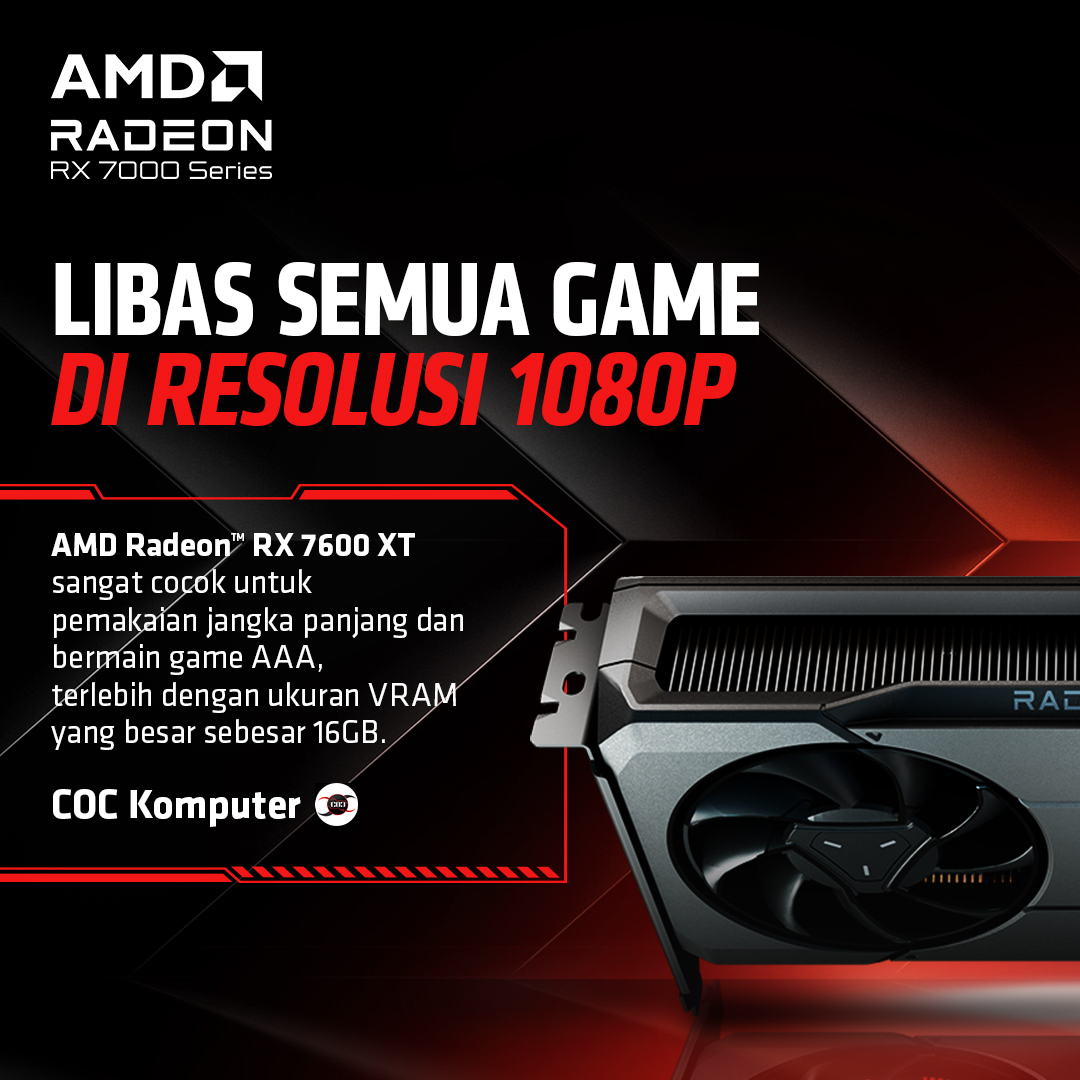 AMD
RADEON
RX 7000 Series
LIBAS SEMUA GAME
DI RESOLUSI 1080P
AMD Radeon™ RX 7600 XT
sangat cocok untuk
pemakaian jangka panjang dan
bermain game AAA,
terlebih dengan ukuran VRAM
yang besar sebesar 16GB.
COC Komputer
RAD